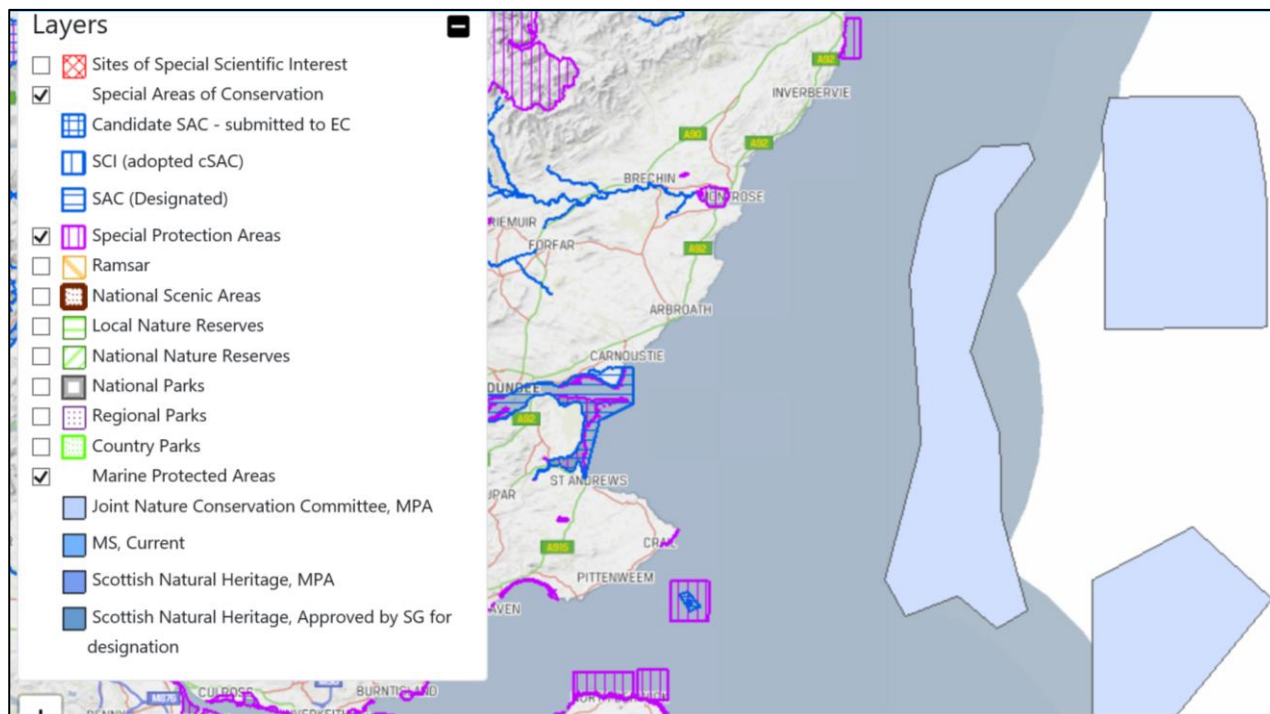 Layers
Sites of Special Scientific Interest
Special Areas of Conservation
Candidate SAC - submitted to EC
SCI (adopted cSAC)
SAC (Designated)
Special Protection Areas
Ramsar
National Scenic Areas
Local Nature Reserves
National Nature Reserves
National Parks
Regional Parks
Country Parks
Marine Protected Areas
Joint Nature Conservation Committee, MPA
MS, Current
Scottish Natural Heritage, MPA
Scottish Natural Heritage, Approved by SG for
designation
A92
INVERBERVIE
A90
A92
BRECHIN
MONTROSE
RIEMUIR
FORFAR
A92
ARBROATH
CARNOUSTIE
DUNDEE
A92
ST ANDREWS
UPAR
A915
CRAIL
PITTENWEEM
AVEN
CULROSS
BURNTISLAND